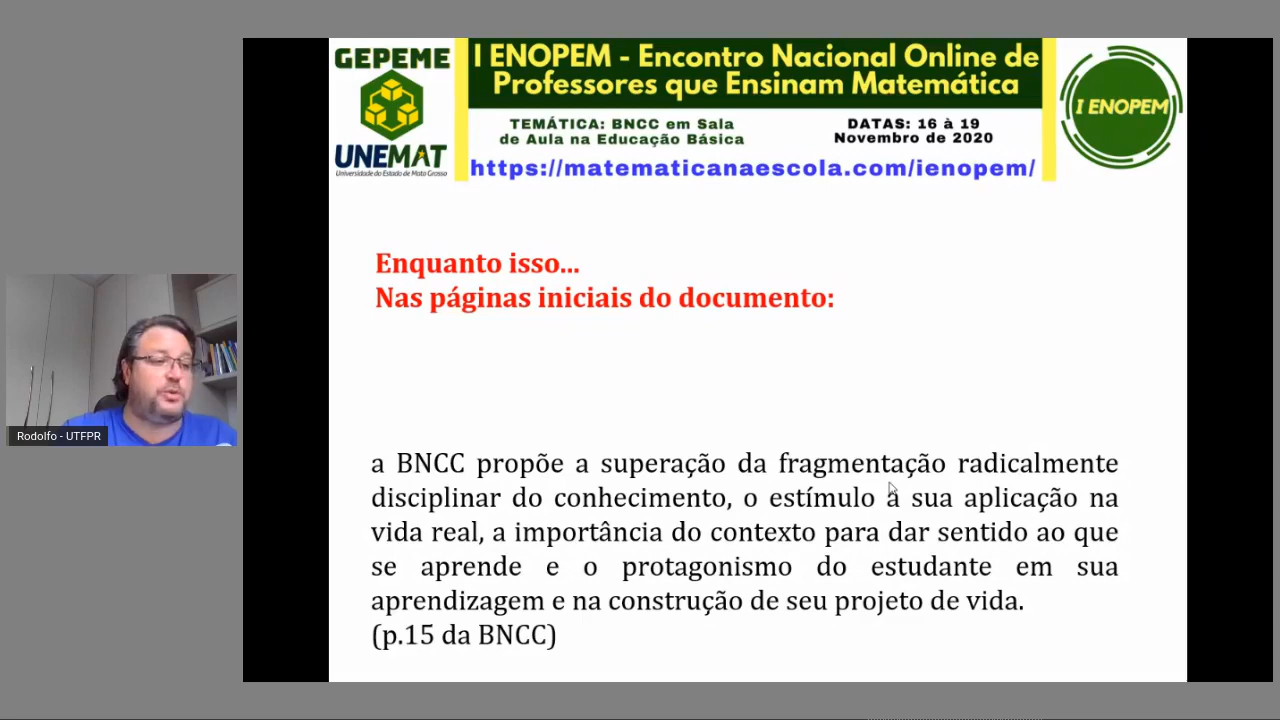 GEPEME
UNEMAT
Universidade do Estado de Mato Grosso
I ENOPEM - Encontro Nacional Online de
Professores que Ensinam Matemática
TEMÁTICA: BNCC em Sala
de Aula na Educação Básica
DATAS: 16 à 19
Novembro de 2020
https://matematicanaescola.com/ienopem/
I ENOPEM
Enquanto isso...
Nas páginas iniciais do documento:
a BNCC propõe a superação da fragmentação radicalmente
disciplinar do conhecimento, o estímulo à sua aplicação na
vida real, a importância do contexto para dar sentido ao que
se aprende e o protagonismo do estudante em sua
aprendizagem e na construção de seu projeto de vida.
(p.15 da BNCC)
Rodolfo - UTFPR